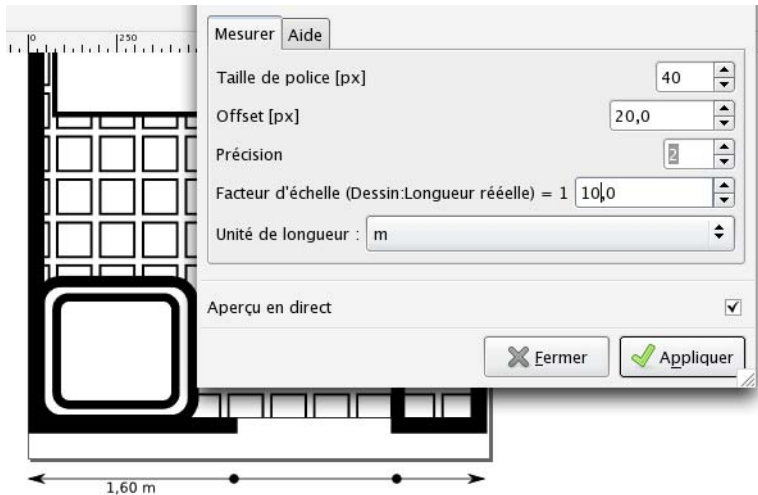 Mesurer Aide
0 250
Taille de police [px] 40
Offset [px] 20,0
Précision 2
Facteur d'échelle (Dessin:Longueur rééelle) = 1 10,0
Unité de longueur : m
Aperçu en direct
Fermer Appliquer
1,60 m